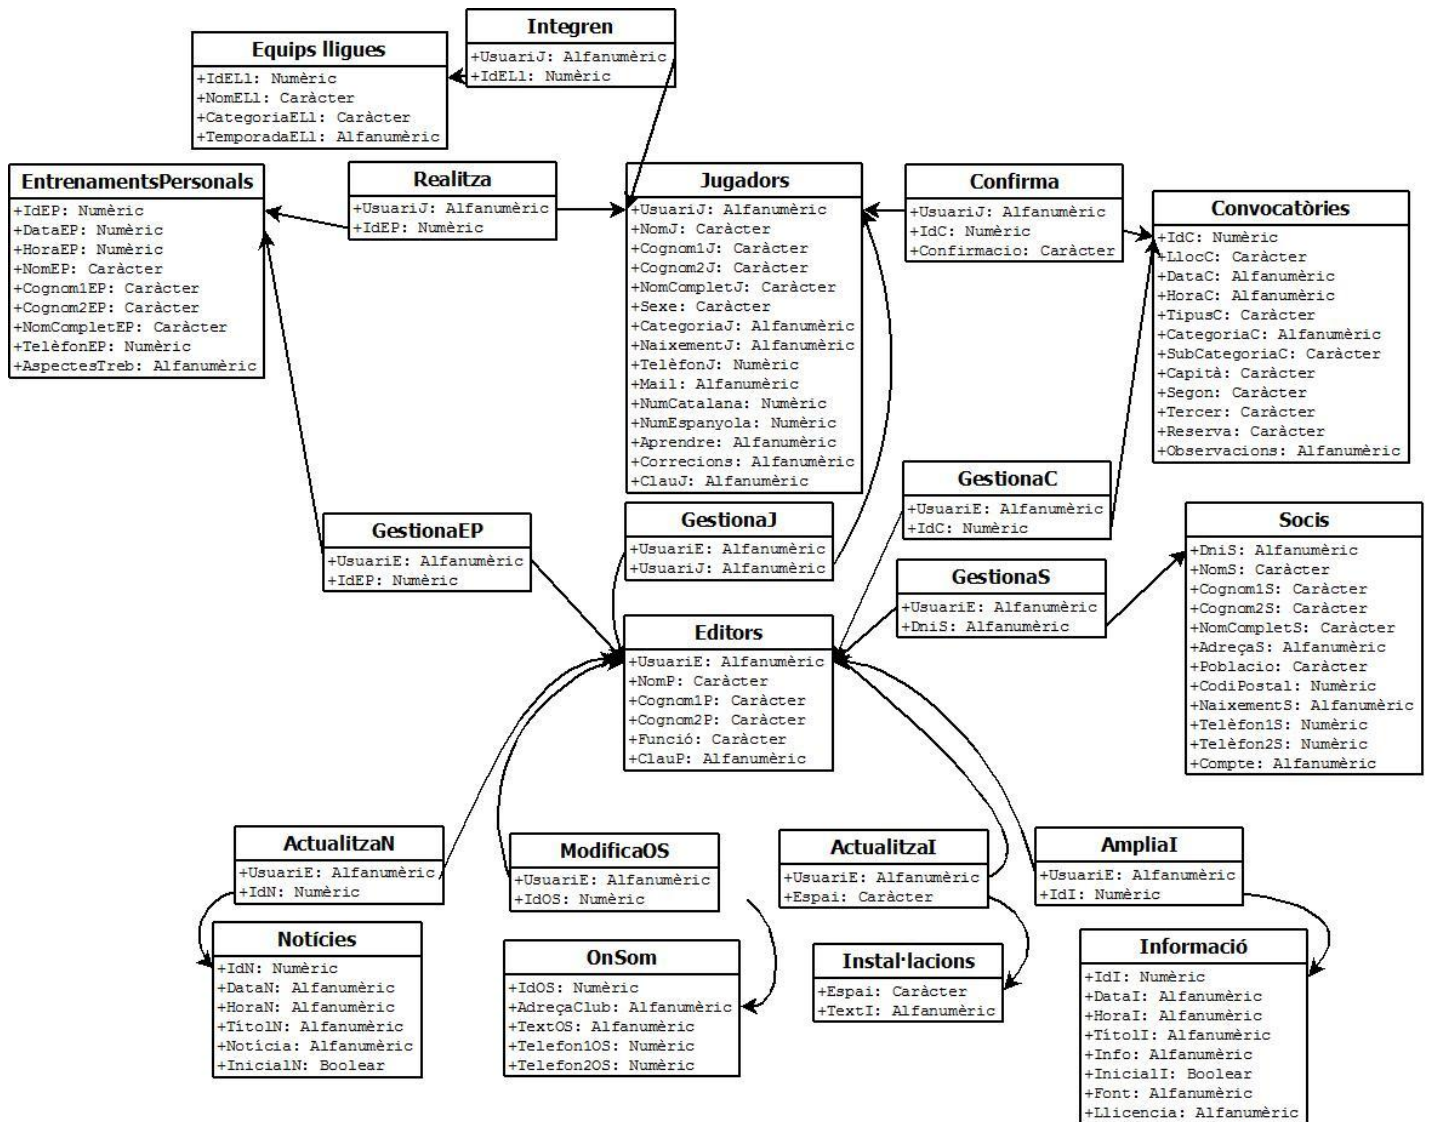 Integren
+UsuariJ: Alfanumèric
+IdELl: Numèric
Equips lligues
+IdELl: Numèric
+NomELl: Caràcter
+CategoriaELl: Caràcter
+TemporadaELl: Alfanumèric
EntrenamentsPersonals
+IdEP: Numèric
+DataEP: Numèric
+HoraEP: Numèric
+NomEP: Caràcter
+Cognom1EP: Caràcter
+Cognom2EP: Caràcter
+NomCompletEP: Caràcter
+TelèfonEP: Numèric
+AspectesTreb: Alfanumèric
Realitza
+UsuariJ: Alfanumèric
+IdEP: Numèric
Jugadors
+UsuariJ: Alfanumèric
+NomJ: Caràcter
+Cognom1J: Caràcter
+Cognom2J: Caràcter
+NomCompletJ: Caràcter
+Sexe: Caràcter
+CategoriaJ: Alfanumèric
+NaixementJ: Alfanumèric
+TelèfonJ: Numèric
+Mail: Alfanumèric
+NumCatalana: Numèric
+NumEspanyola: Numèric
+Aprendre: Alfanumèric
+Correcions: Alfanumèric
+ClauJ: Alfanumèric
Confirma
+UsuariJ: Alfanumèric
+IdC: Numèric
+Confirmacio: Caràcter
Convocatòries
+IdC: Numèric
+LlocC: Caràcter
+DataC: Alfanumèric
+HoraC: Alfanumèric
+TipusC: Caràcter
+CategoriaC: Alfanumèric
+SubCategoriaC: Caràcter
+Capità: Caràcter
+Segon: Caràcter
+Tercer: Caràcter
+Reserva: Caràcter
+Observacions: Alfanumèric
GestionaEP
+UsuariE: Alfanumèric
+IdEP: Numèric
GestionaJ
+UsuariE: Alfanumèric
+UsuariJ: Alfanumèric
GestionaC
+UsuariE: Alfanumèric
+IdC: Numèric
GestionaS
+UsuariE: Alfanumèric
+DniS: Alfanumèric
Socis
+DniS: Alfanumèric
+NomS: Caràcter
+Cognom1S: Caràcter
+Cognom2S: Caràcter
+NomCompletS: Caràcter
+AdreçaS: Alfanumèric
+Poblacio: Caràcter
+CodiPostal: Numèric
+NaixementS: Alfanumèric
+Telèfon1S: Numèric
+Telèfon2S: Numèric
+Compte: Alfanumèric
Editors
+UsuariE: Alfanumèric
+NomP: Caràcter
+Cognom1P: Caràcter
+Cognom2P: Caràcter
+Funció: Caràcter
+ClauP: Alfanumèric
ActualitzaN
+UsuariE: Alfanumèric
+IdN: Numèric
ModificaOS
+UsuariE: Alfanumèric
+IdOS: Numèric
ActualitzaI
+UsuariE: Alfanumèric
+Espai: Caràcter
AmpliaI
+UsuariE: Alfanumèric
+IdI: Numèric
Notícies
+IdN: Numèric
+DataN: Alfanumèric
+HoraN: Alfanumèric
+TítolN: Alfanumèric
+Notícia: Alfanumèric
+InicialN: Boolear
OnSom
+IdOS: Numèric
+AdreçaClub: Alfanumèric
+TextOS: Alfanumèric
+Telefon1OS: Numèric
+Telefon2OS: Numèric
Instal·lacions
+Espai: Caràcter
+TextI: Alfanumèric
Informació
+IdI: Numèric
+DataI: Alfanumèric
+HoraI: Alfanumèric
+TítolI: Alfanumèric
+Info: Alfanumèric
+InicialI: Boolear
+Font: Alfanumèric
+Llicencia: Alfanumèric